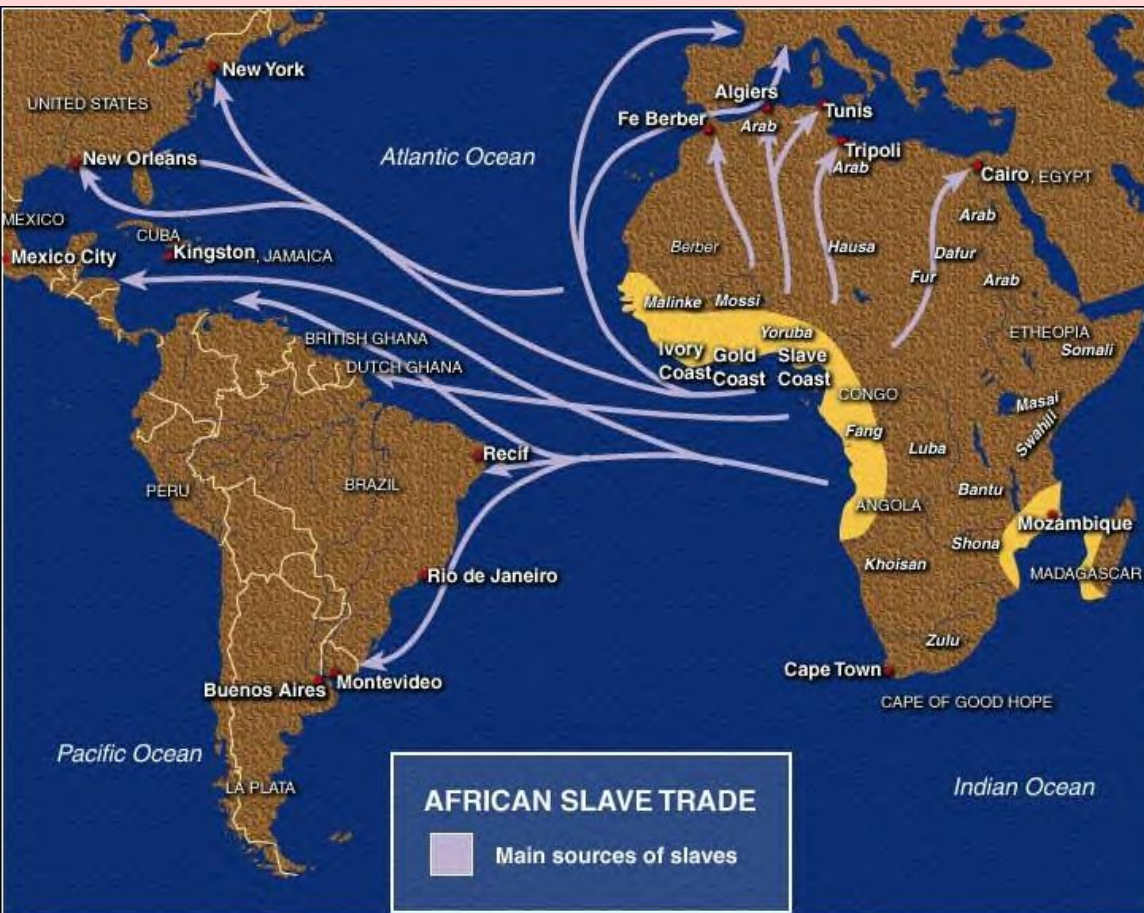 New York
UNITED STATES
New Orleans
Atlantic Ocean
MEXICO
CUBA
Mexico City
Kingston, JAMAICA
BRITISH GHANA
DUTCH GHANA
Recif
PERU
BRAZIL
Rio de Janeiro
Buenos Aires
Montevideo
Pacific Ocean
LA PLATA
Algiers
Fe Berber
Arab
Tunis
Tripoli
Arab
Cairo, EGYPT
Arab
Berber
Hausa
Dafur
Fur
Arab
Malinke
Mossi
Yoruba
ETHEOPIA
Somali
Ivory
Coast
Gold
Coast
Slave
Coast
CONGO
Masai
Swahili
Fang
Luba
Bantu
ANGOLA
Mozambique
Shona
Khoisan
MADAGASCAR
Zulu
Cape Town
CAPE OF GOOD HOPE
Indian Ocean
AFRICAN SLAVE TRADE
Main sources of slaves